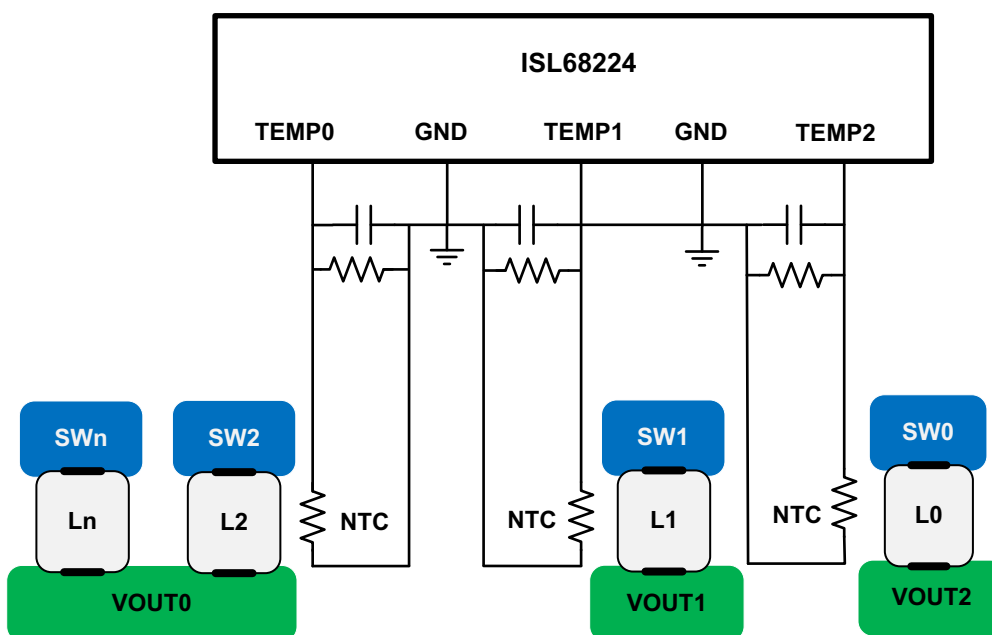 ISL68224
TEMP0 GND TEMP1 GND TEMP2
SWn SW2 SW1 SW0
Ln L2 NTC NTC L1 NTC L0
VOUT0 VOUT1 VOUT2